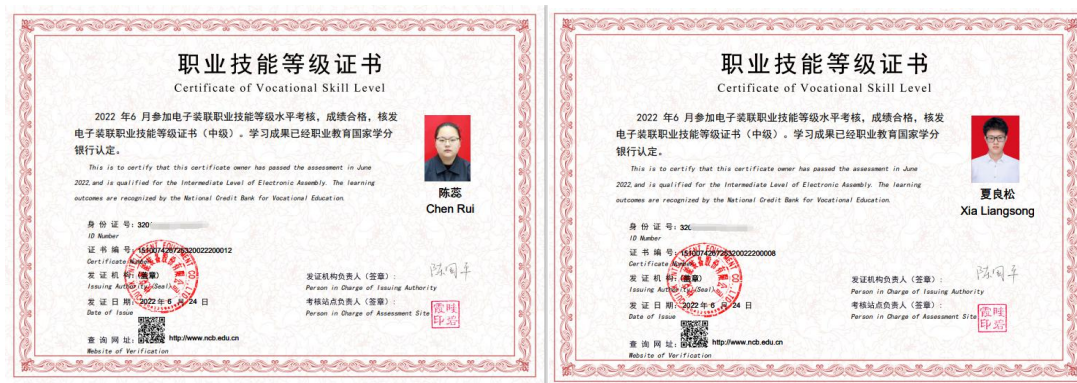 职业技能等级证书
Certificate of Vocational Skill Level
2022 年6 月参加电子装联职业技能等级水平考核，成绩合格，核发
电子装联职业技能等级证书（中级）。学习成果已经职业教育国家学分
银行认定。
This is to certify that this certificate owner has passed the assessment in June
2022,and is qualified for the Intermediate Level of Electronic Assembly. The learning
outcomes are recognized by the National Credit Bank for Vocational Education.
陈蕊
Chen Rui
身 份 证 号：320
ID Number
证 书 编 号：
Certificate Number
发 证 机 构：（盖章）
Issuing Authority(Seal)
发 证 日 期：2022 年 6 月 24 日
Date of Issue
查 询 网 址：
http://www.ncb.edu.cn
Website of Verification
发证机构负责人（签章）：
Person in Charge of Issuing Authority
考核站点负责人（签章）：
Person in Charge of Assessment Site
职业技能等级证书
Certificate of Vocational Skill Level
2022 年6 月参加电子装联职业技能等级水平考核，成绩合格，核发
电子装联职业技能等级证书（中级）。学习成果已经职业教育国家学分
银行认定。
This is to certify that this certificate owner has passed the assessment in June
2022,and is qualified for the Intermediate Level of Electronic Assembly. The learning
outcomes are recognized by the National Credit Bank for Vocational Education.
夏良松
Xia Liangsong
身 份 证 号：32
ID Number
证 书 编 号：
Certificate Number
发 证 机 构：（盖章）
Issuing Authority(Seal)
发 证 日 期：2022 年 6 月 24 日
Date of Issue
查 询 网 址：
http://www.ncb.edu.cn
Website of Verification
发证机构负责人（签章）：
Person in Charge of Issuing Authority
考核站点负责人（签章）：
Person in Charge of Assessment Site